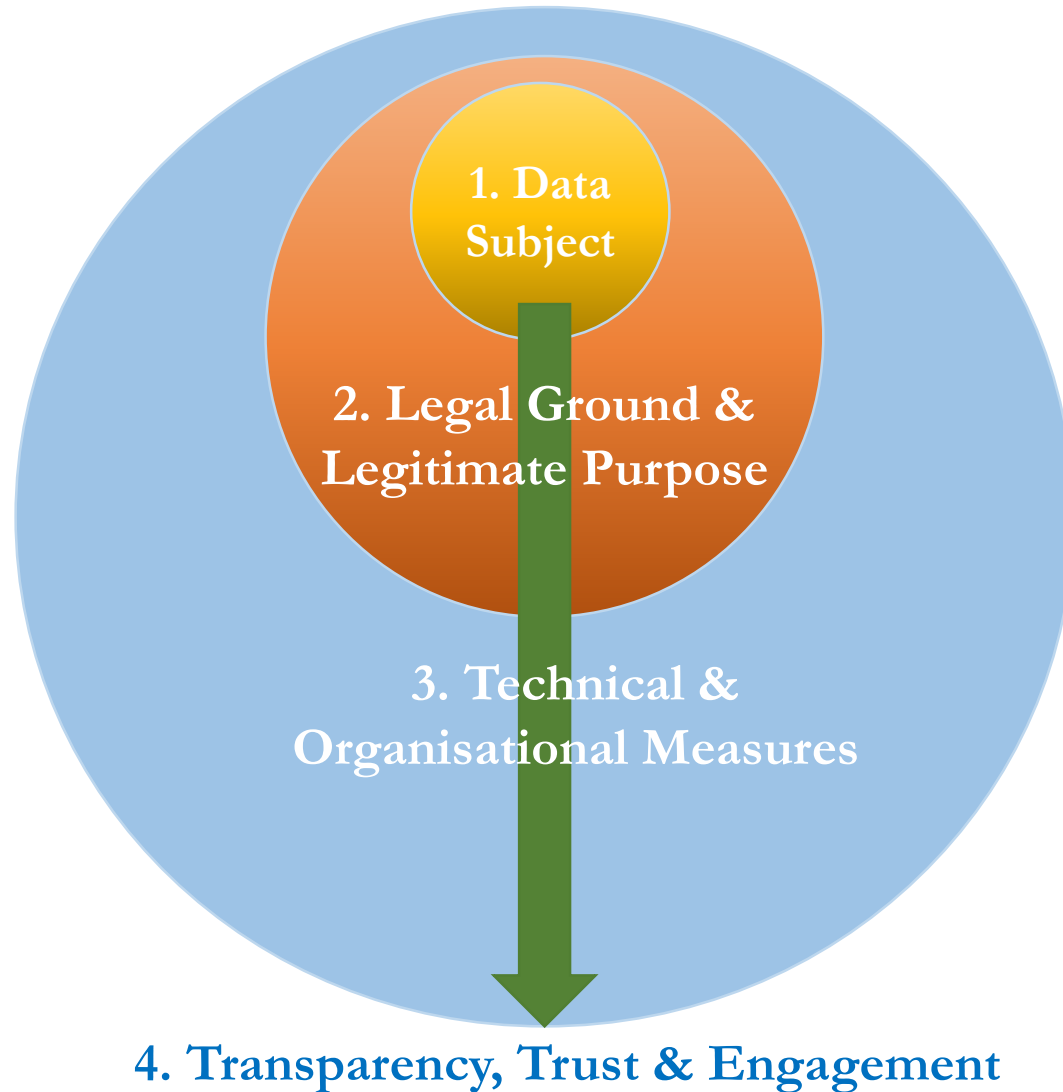 1. Data
Subject
2. Legal Ground &
Legitimate Purpose
3. Technical &
Organisational Measures
4. Transparency, Trust & Engagement